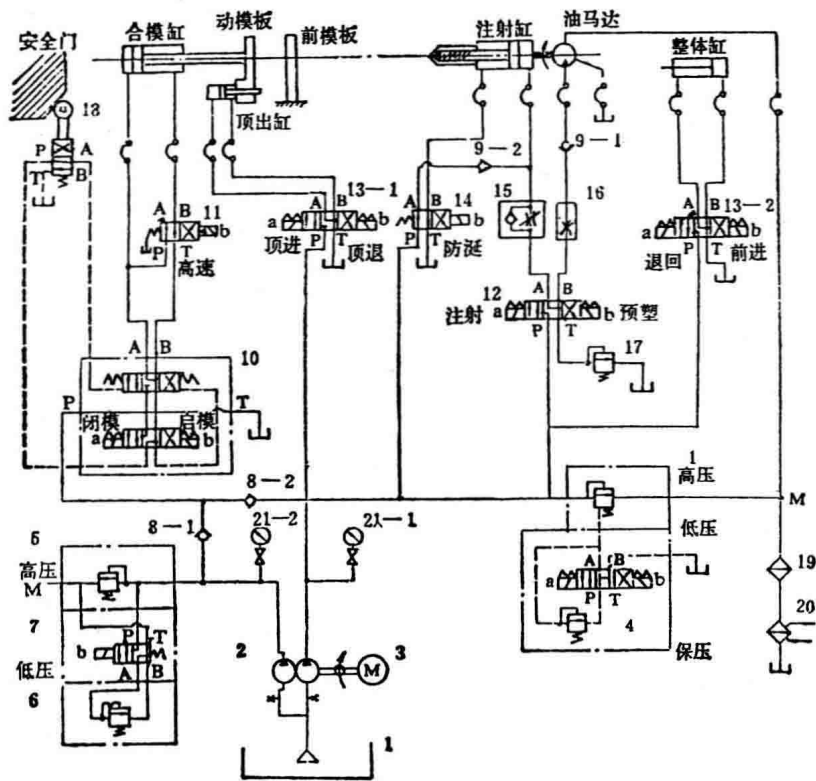 安全门
合模缸
动模板
前模板
注射缸
油马达
整体缸
18
P A
T B
顶出缸
9—2
9—1
A B 11
b
P T
高速
13—1
A B
a b
P T
顶进 顶退
14
A B
b
P T
防涎
15
16
13—2
A B
a b
P T
退回 前进
12 A B
注射 a b 预塑
P T
17
A B
10
P T
闭模 启模
a b
8—2
8—1
21—2
21—1
1
高压
M
低压
A B
a b
P T
4
保压
19
20
5
高压
M
7
P T
b
低压 A B
6
2
3
M
1